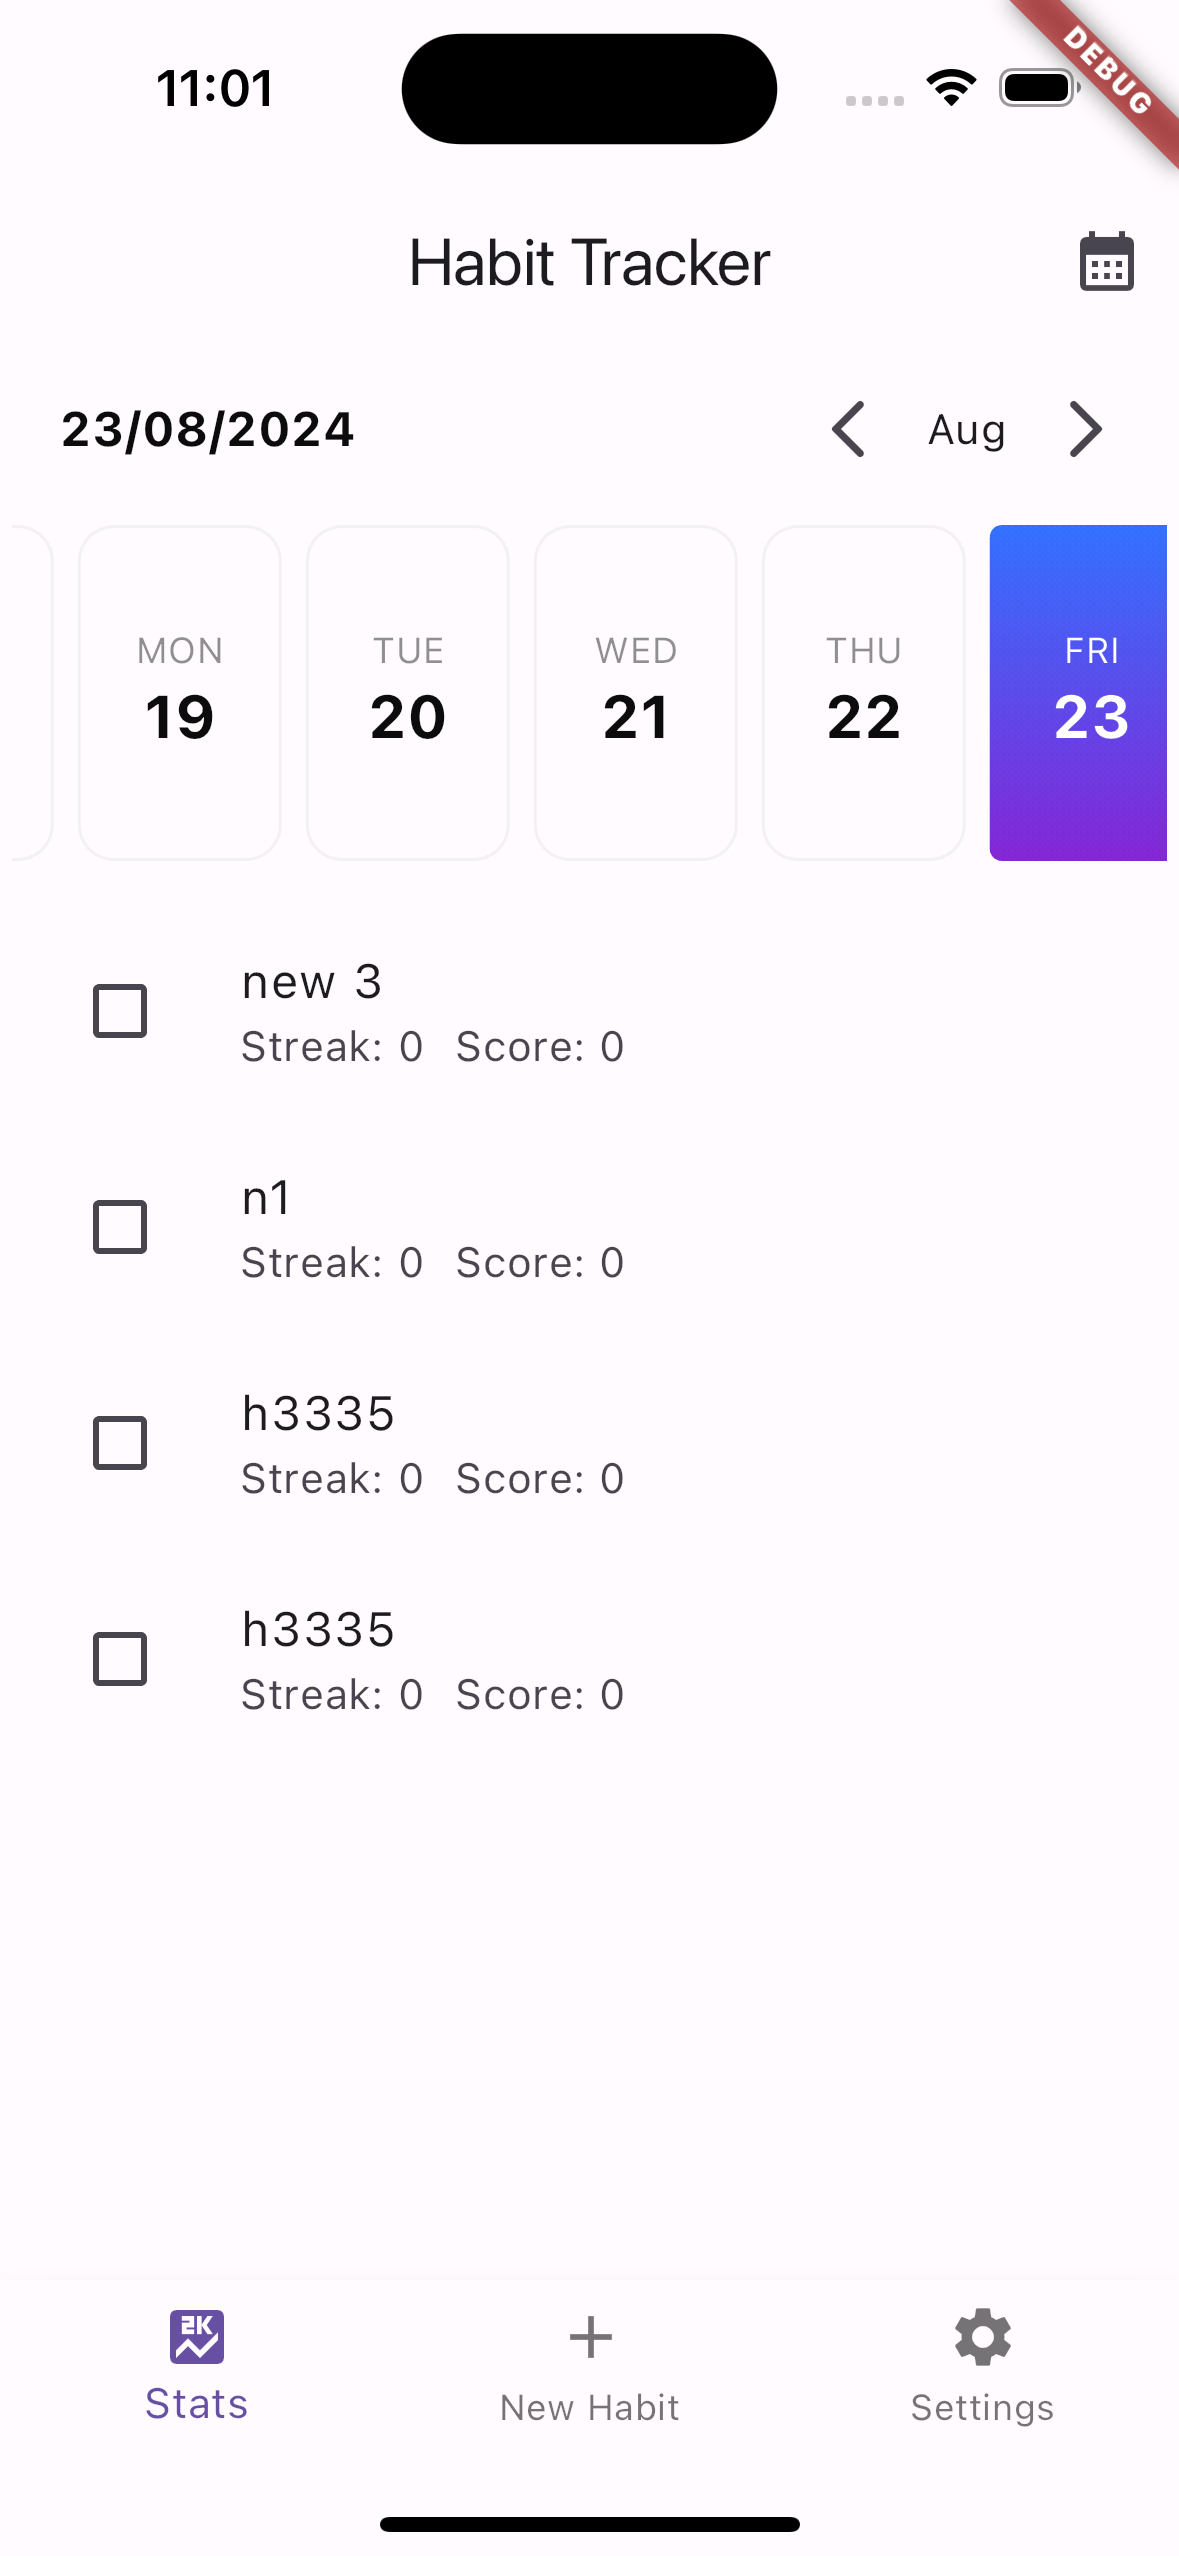 11:01
DEBUG
Habit Tracker
23/08/2024
Aug
MON
19
TUE
20
WED
21
THU
22
FRI
23
new 3
Streak: 0 Score: 0
n1
Streak: 0 Score: 0
h3335
Streak: 0 Score: 0
h3335
Streak: 0 Score: 0
2K
Stats
New Habit
Settings